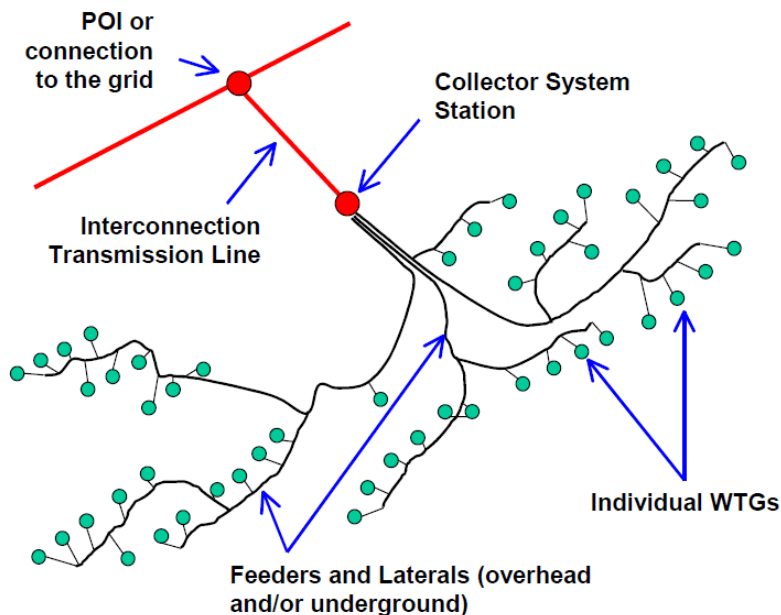 POI or
connection
to the grid
Collector System
Station
Interconnection
Transmission Line
Individual WTGs
Feeders and Laterals (overhead
and/or underground)